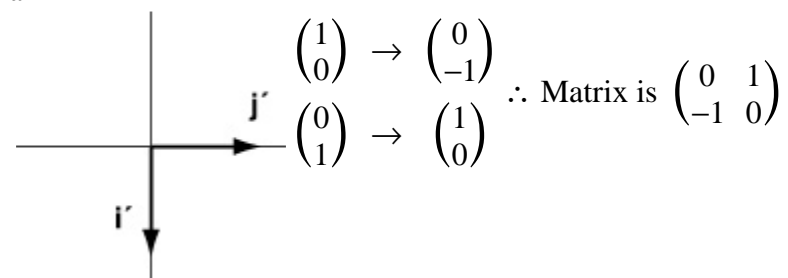 j´
i´
(1 0) → (0 −1)
(0 1) → (1 0)
∴ Matrix is (0 1
−1 0)